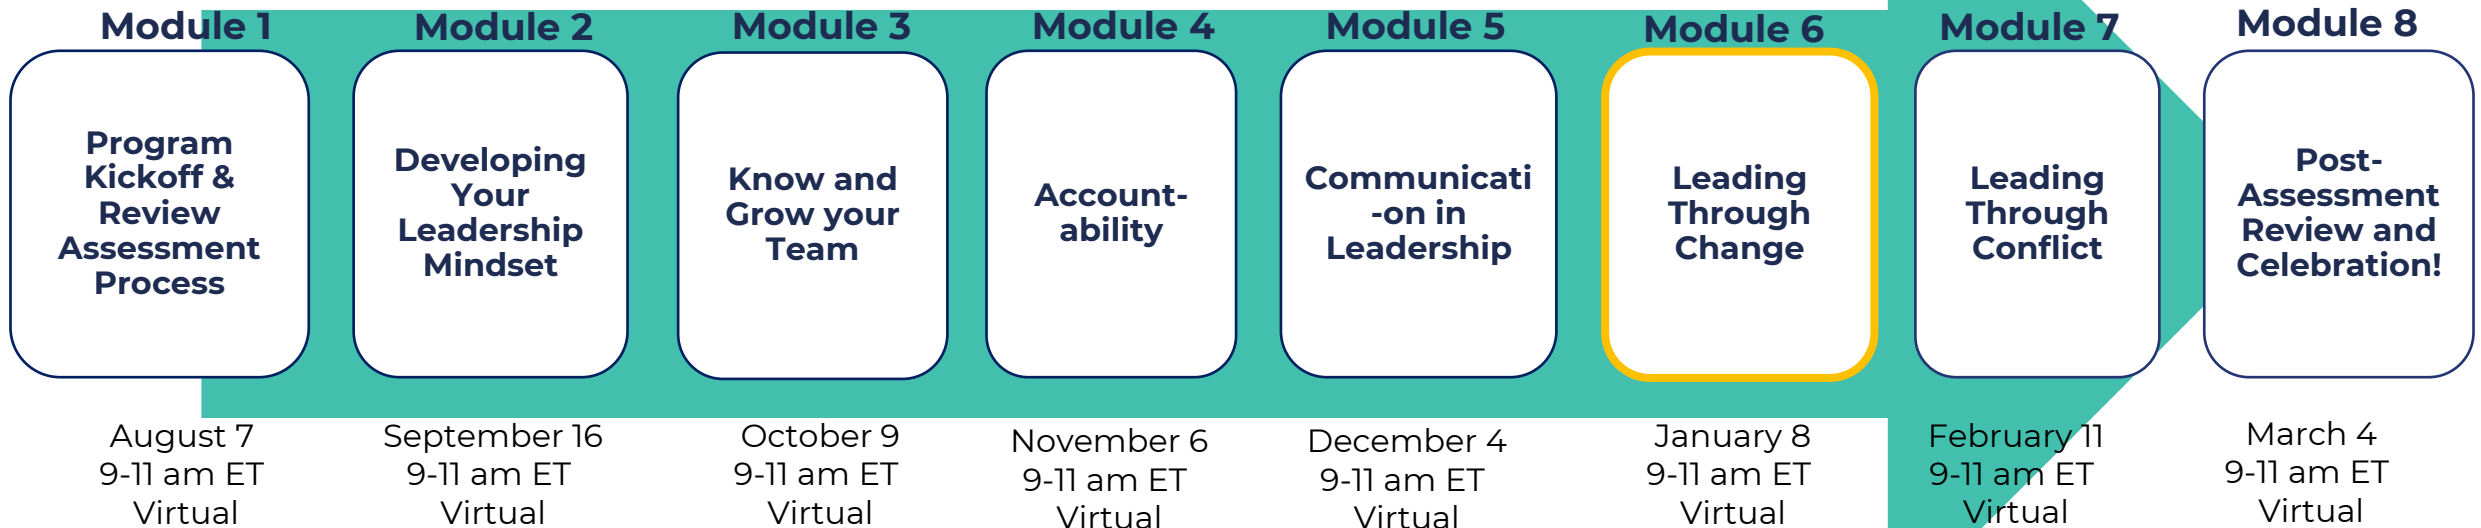 Module 1
Program
Kickoff &
Review
Assessment
Process
August 7
9-11 am ET
Virtual
Module 2
Developing
Your
Leadership
Mindset
September 16
9-11 am ET
Virtual
Module 3
Know and
Grow your
Team
October 9
9-11 am ET
Virtual
Module 4
Account-
ability
November 6
9-11 am ET
Virtual
Module 5
Communicati
-on in
Leadership
December 4
9-11 am ET
Virtual
Module 6
Leading
Through
Change
January 8
9-11 am ET
Virtual
Module 7
Leading
Through
Conflict
February 11
9-11 am ET
Virtual
Module 8
Post-
Assessment
Review and
Celebration!
March 4
9-11 am ET
Virtual